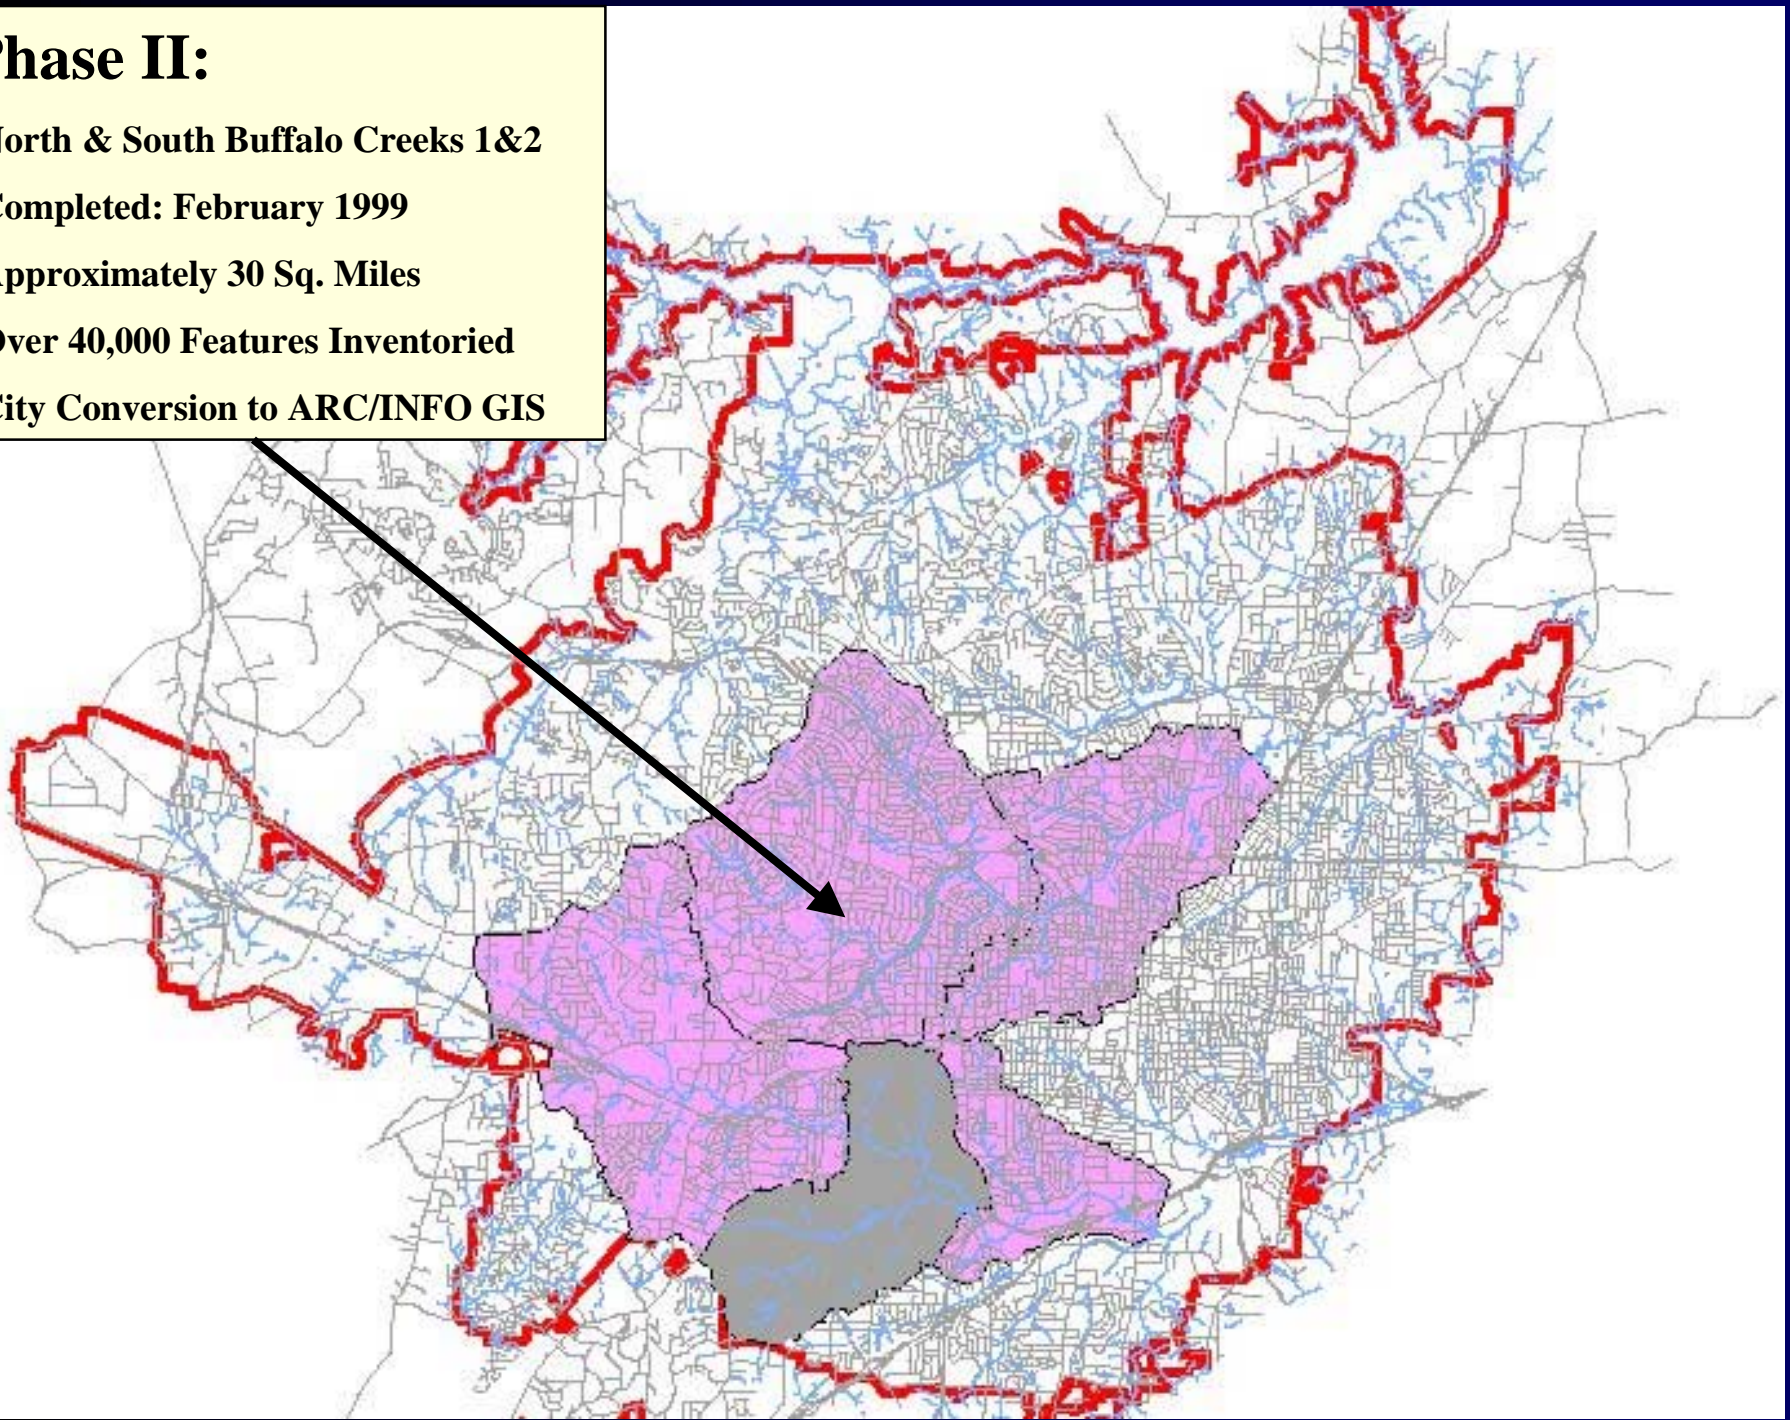 hase II:
orth & South Buffalo Creeks 1&2
ompleted: February 1999
pproximately 30 Sq. Miles
ver 40,000 Features Inventoried
ity Conversion to ARC/INFO GIS